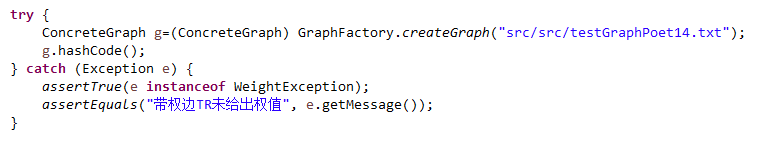 try {
    ConcreteGraph g=(ConcreteGraph) GraphFactory.createGraph("src/src/testGraphPoet14.txt");
    g.hashCode();
} catch (Exception e) {
    assertTrue(e instanceof WeightException);
    assertEquals("带权边TR未给出权值", e.getMessage());
}